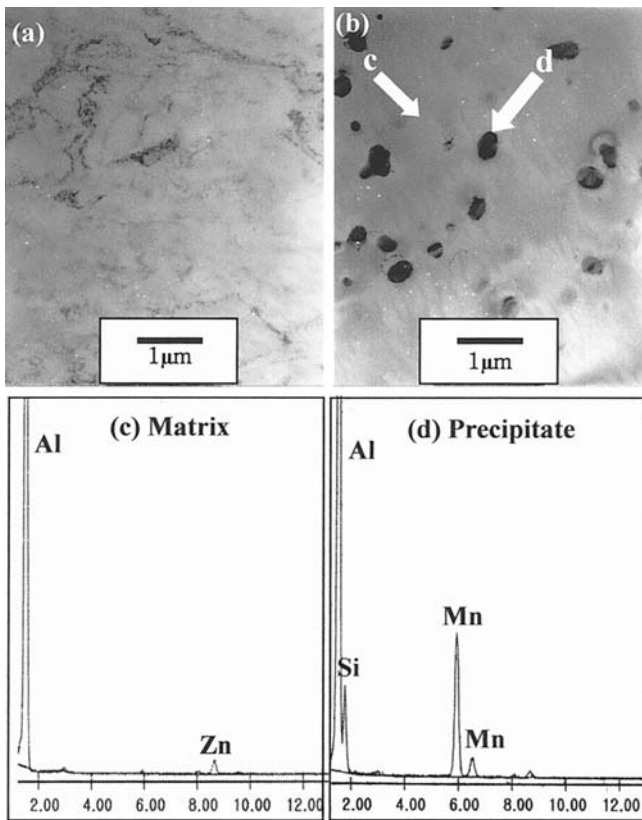 (a)
1μm
(b)
c
d
1μm
(c) Matrix
Al
Zn
2.00 4.00 6.00 8.00 10.00 12.00
(d) Precipitate
Al
Si
Mn
Mn
2.00 4.00 6.00 8.00 10.00 12.00